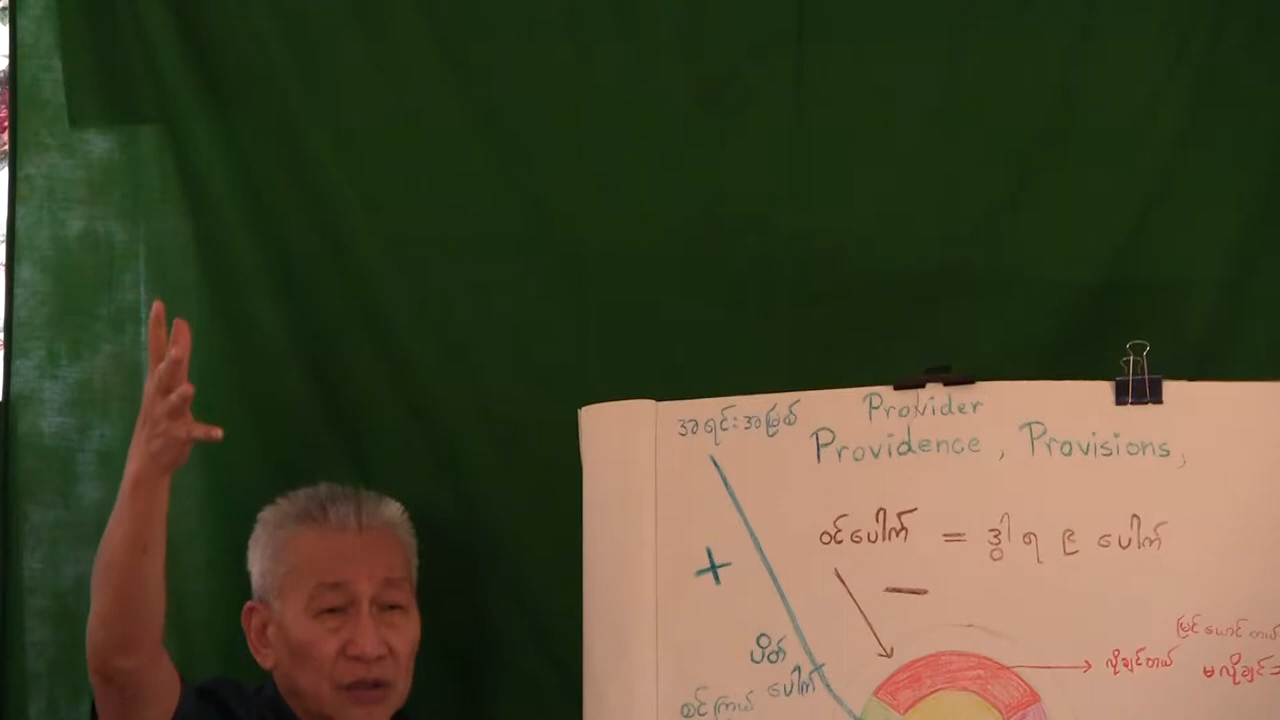 အရင်းအမြစ်
Provider
Providence, Provisions,
+
ဝင်ပေါက် = ဒွါရ ၉ ပေါက်
—
မြင်ယောင်တယ်
လိုချင်တယ် မလိုချင်
ပိတ်
ပေါက်
စင်ကြယ်